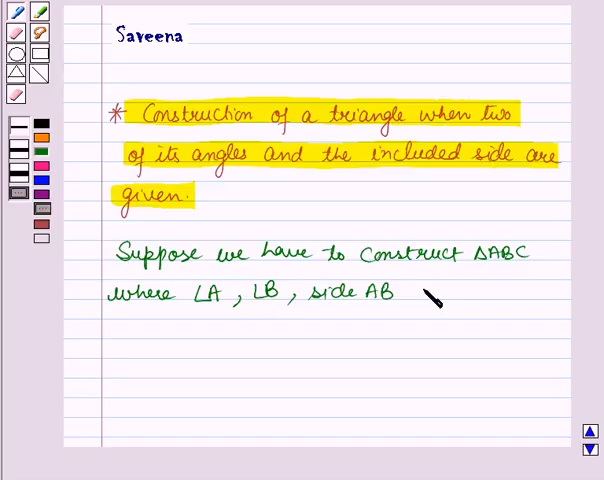 Saveena
* Construction of a triangle when two
of its angles and the included side are
given.
Suppose we have to construct ΔABC
where ∠A, ∠B, side AB